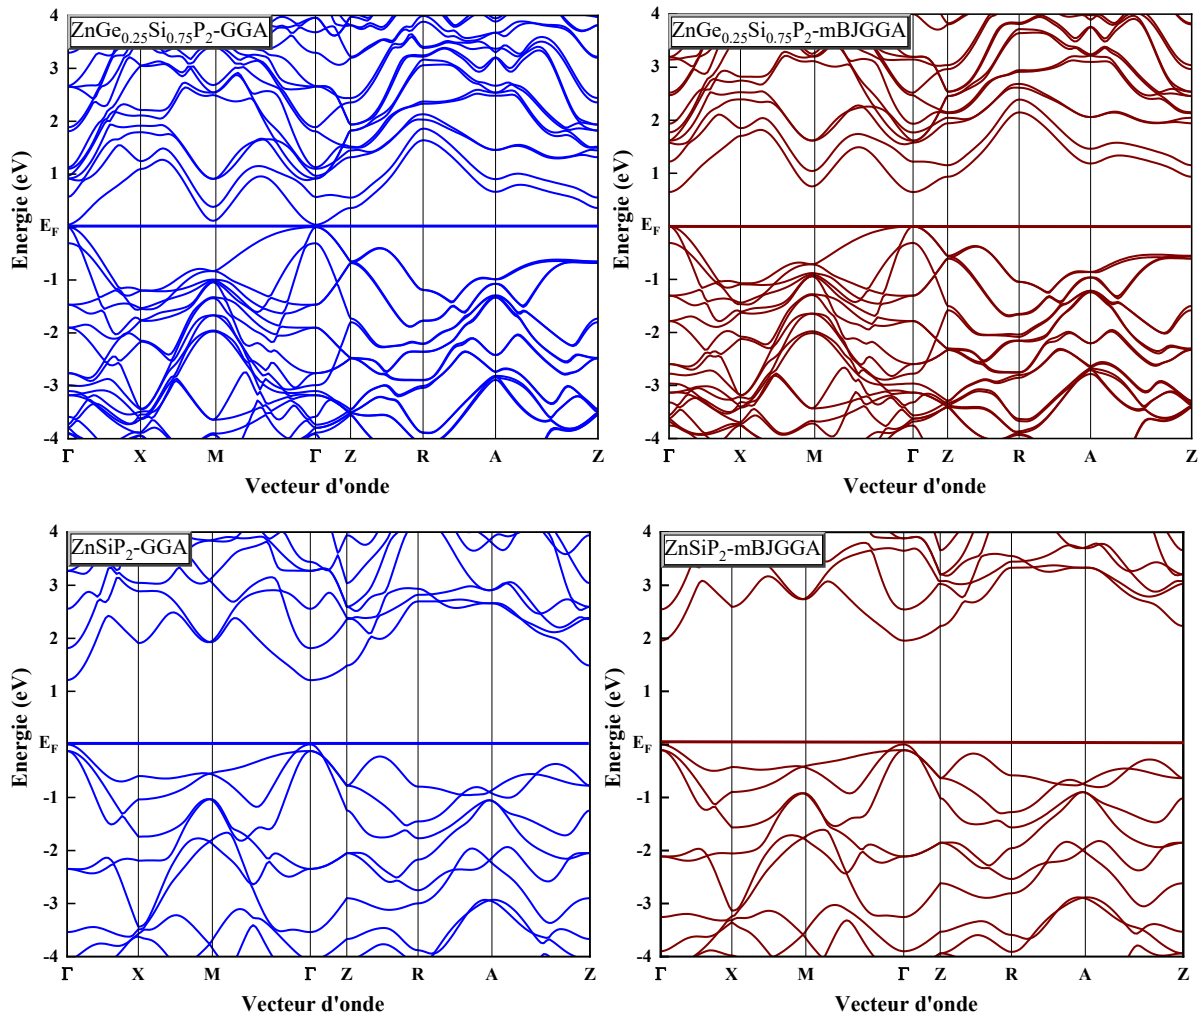 ZnGe0.25Si0.75P2-GGA
4
3
2
1
EF
-1
-2
-3
-4
Energie (eV)
Γ X M Γ Z R A Z
Vecteur d'onde
ZnGe0.25Si0.75P2-mBJGGA
4
3
2
1
EF
-1
-2
-3
-4
Energie (eV)
Γ X M Γ Z R A Z
Vecteur d'onde
ZnSiP2-GGA
4
3
2
1
EF
-1
-2
-3
-4
Energie (eV)
Γ X M Γ Z R A Z
Vecteur d'onde
ZnSiP2-mBJGGA
4
3
2
1
EF
-1
-2
-3
-4
Energie (eV)
Γ X M Γ Z R A Z
Vecteur d'onde